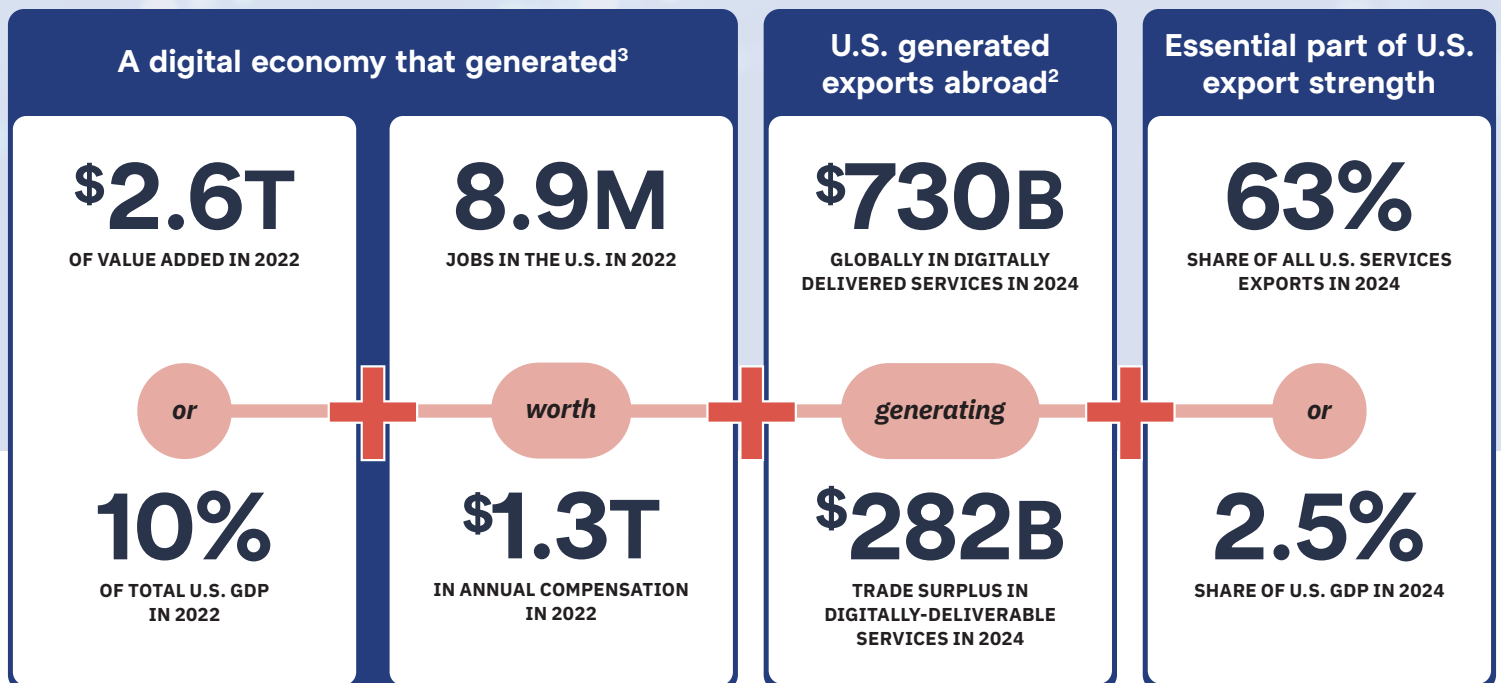 A digital economy that generated³
$2.6T
OF VALUE ADDED IN 2022
or
10%
OF TOTAL U.S. GDP
IN 2022
8.9M
JOBS IN THE U.S. IN 2022
worth
$1.3T
IN ANNUAL COMPENSATION
IN 2022
U.S. generated
exports abroad²
$730B
GLOBALLY IN DIGITALLY
DELIVERED SERVICES IN 2024
generating
$282B
TRADE SURPLUS IN
DIGITALLY-DELIVERABLE
SERVICES IN 2024
Essential part of U.S.
export strength
63%
SHARE OF ALL U.S. SERVICES
EXPORTS IN 2024
or
2.5%
SHARE OF U.S. GDP IN 2024